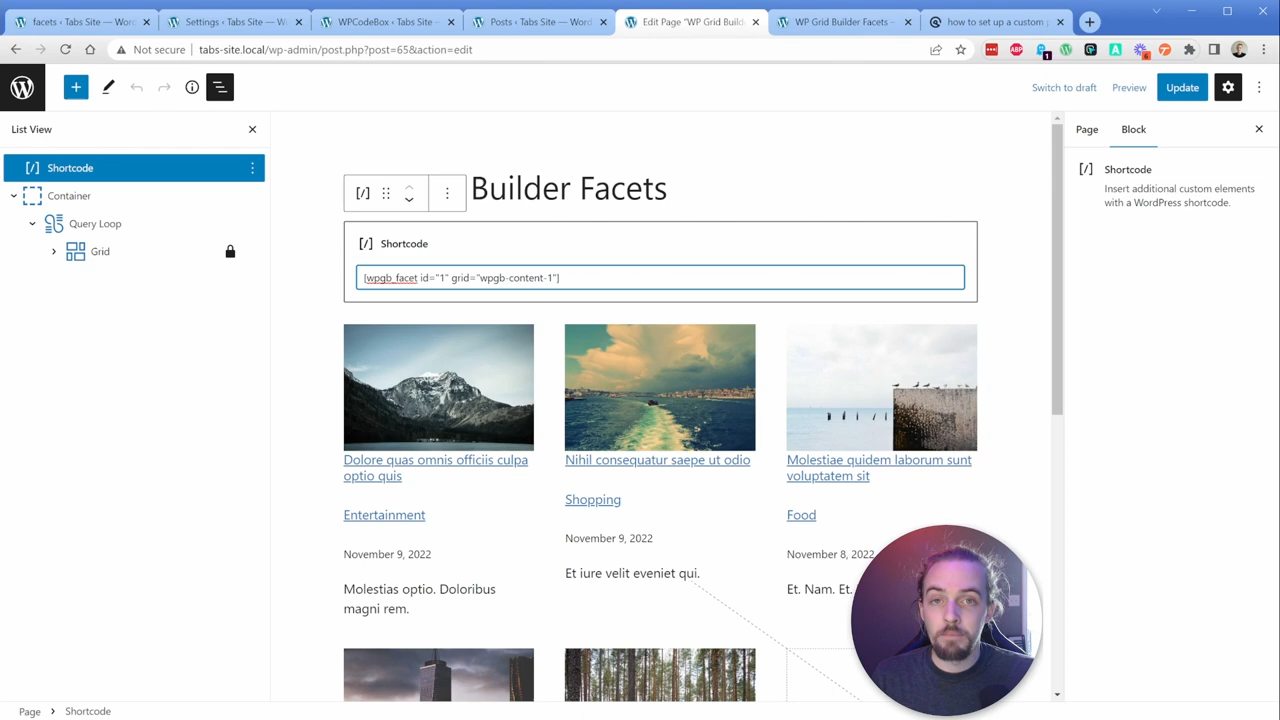 facets ‹ Tabs Site — Word
Settings ‹ Tabs Site — W
WPCodeBox ‹ Tabs Site –
Posts ‹ Tabs Site — Word
Edit Page "WP Grid Build
WP Grid Builder Facets –
how to set up a custom
Not secure
tabs-site.local/wp-admin/post.php?post=65&action=edit
Switch to draft
Preview
Update
List View
Page
Block
[/] Shortcode
Container
Query Loop
Grid
[/] Shortcode
Insert additional custom elements
with a WordPress shortcode.
[/]
Builder Facets
[/] Shortcode
[wpgb_facet id="1" grid="wpgb-content-1"]
Dolore quas omnis officiis culpa
optio quis
Entertainment
November 9, 2022
Molestias optio. Doloribus
magni rem.
Nihil consequatur saepe ut odio
Shopping
November 9, 2022
Et iure velit eveniet qui.
Molestiae quidem laborum sunt
voluptatem sit
Food
November 8, 2022
Et. Nam. Et.
Page
Shortcode